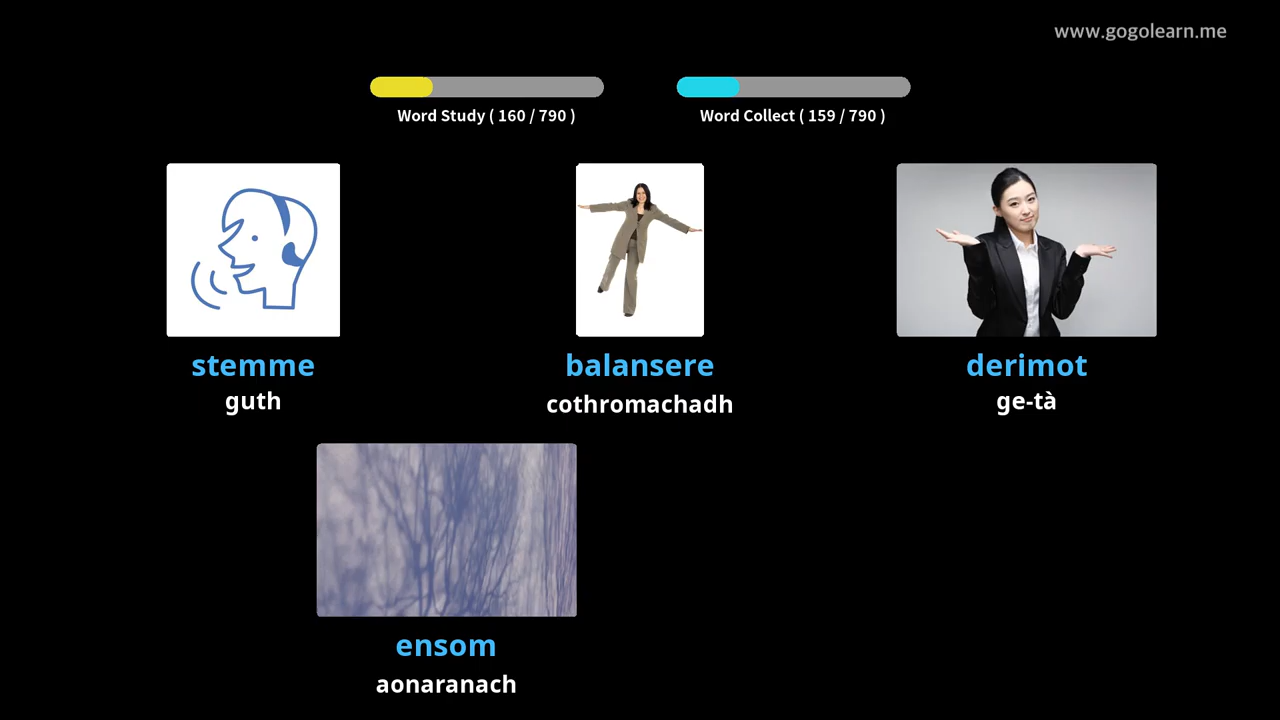 www.gogolearn.me
Word Study ( 160 / 790 )
Word Collect ( 159 / 790 )
stemme
guth
balansere
cothromachadh
derimot
ge-tà
ensom
aonaranach